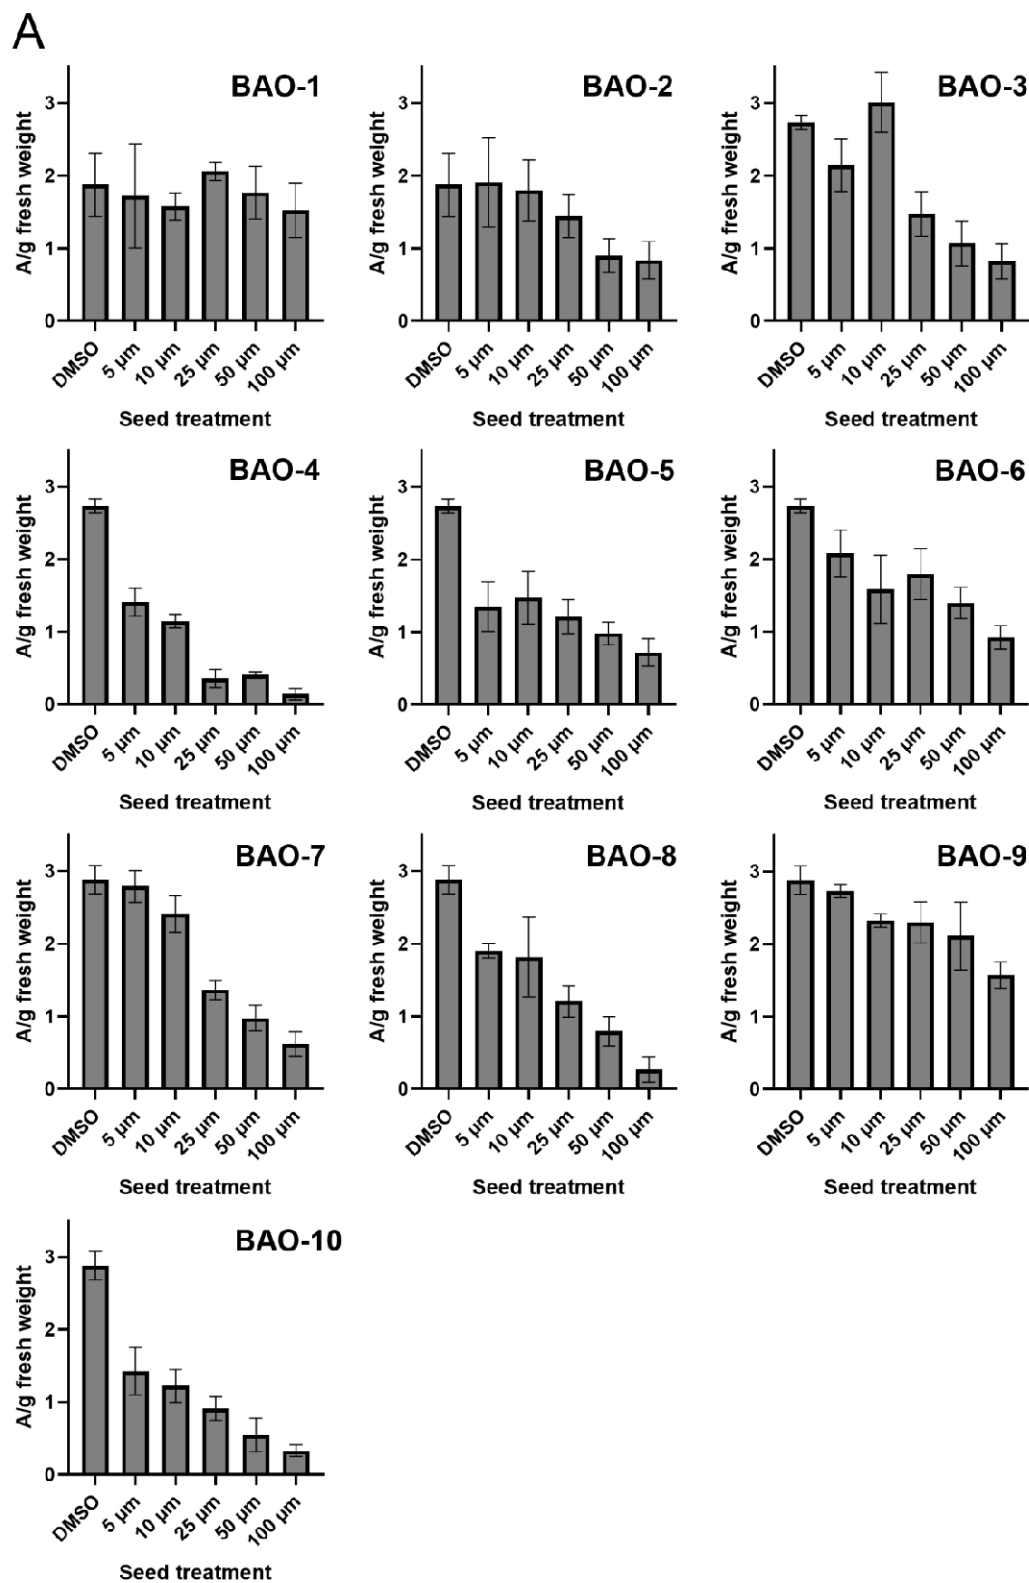 A
BAO-1
A/g fresh weight
3
2
1
0
DMSO
5 µm
10 µm
25 µm
50 µm
100 µm
Seed treatment
BAO-2
A/g fresh weight
3
2
1
0
DMSO
5 µm
10 µm
25 µm
50 µm
100 µm
Seed treatment
BAO-3
A/g fresh weight
3
2
1
0
DMSO
5 µm
10 µm
25 µm
50 µm
100 µm
Seed treatment
BAO-4
A/g fresh weight
3
2
1
0
DMSO
5 µm
10 µm
25 µm
50 µm
100 µm
Seed treatment
BAO-5
A/g fresh weight
3
2
1
0
DMSO
5 µm
10 µm
25 µm
50 µm
100 µm
Seed treatment
BAO-6
A/g fresh weight
3
2
1
0
DMSO
5 µm
10 µm
25 µm
50 µm
100 µm
Seed treatment
BAO-7
A/g fresh weight
3
2
1
0
DMSO
5 µm
10 µm
25 µm
50 µm
100 µm
Seed treatment
BAO-8
A/g fresh weight
3
2
1
0
DMSO
5 µm
10 µm
25 µm
50 µm
100 µm
Seed treatment
BAO-9
A/g fresh weight
3
2
1
0
DMSO
5 µm
10 µm
25 µm
50 µm
100 µm
Seed treatment
BAO-10
A/g fresh weight
3
2
1
0
DMSO
5 µm
10 µm
25 µm
50 µm
100 µm
Seed treatment